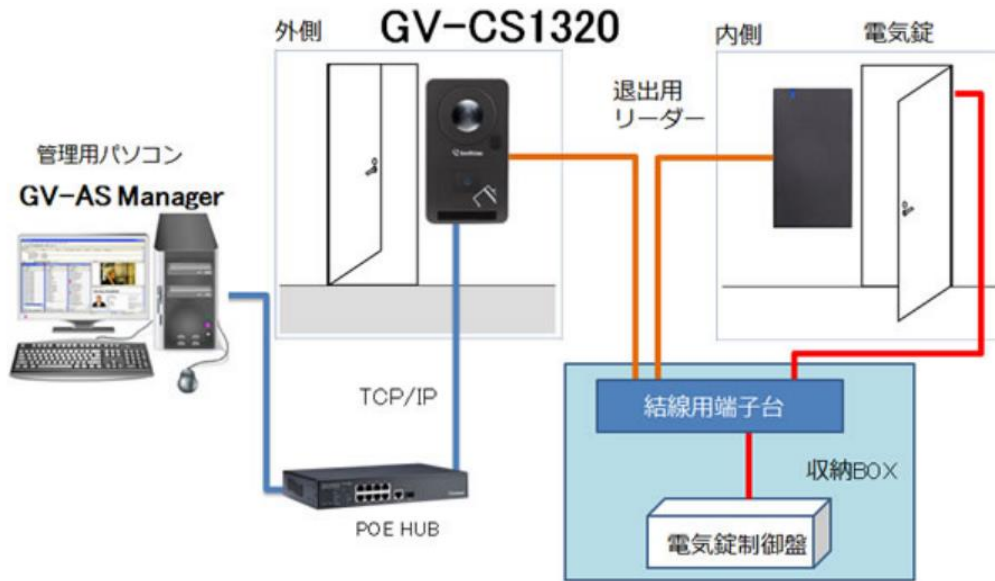 外側
GV-CS1320
内側
電気錠
退出用
リーダー
管理用パソコン
GV-AS Manager
TCP/IP
結線用端子台
収納BOX
POE HUB
電気錠制御盤